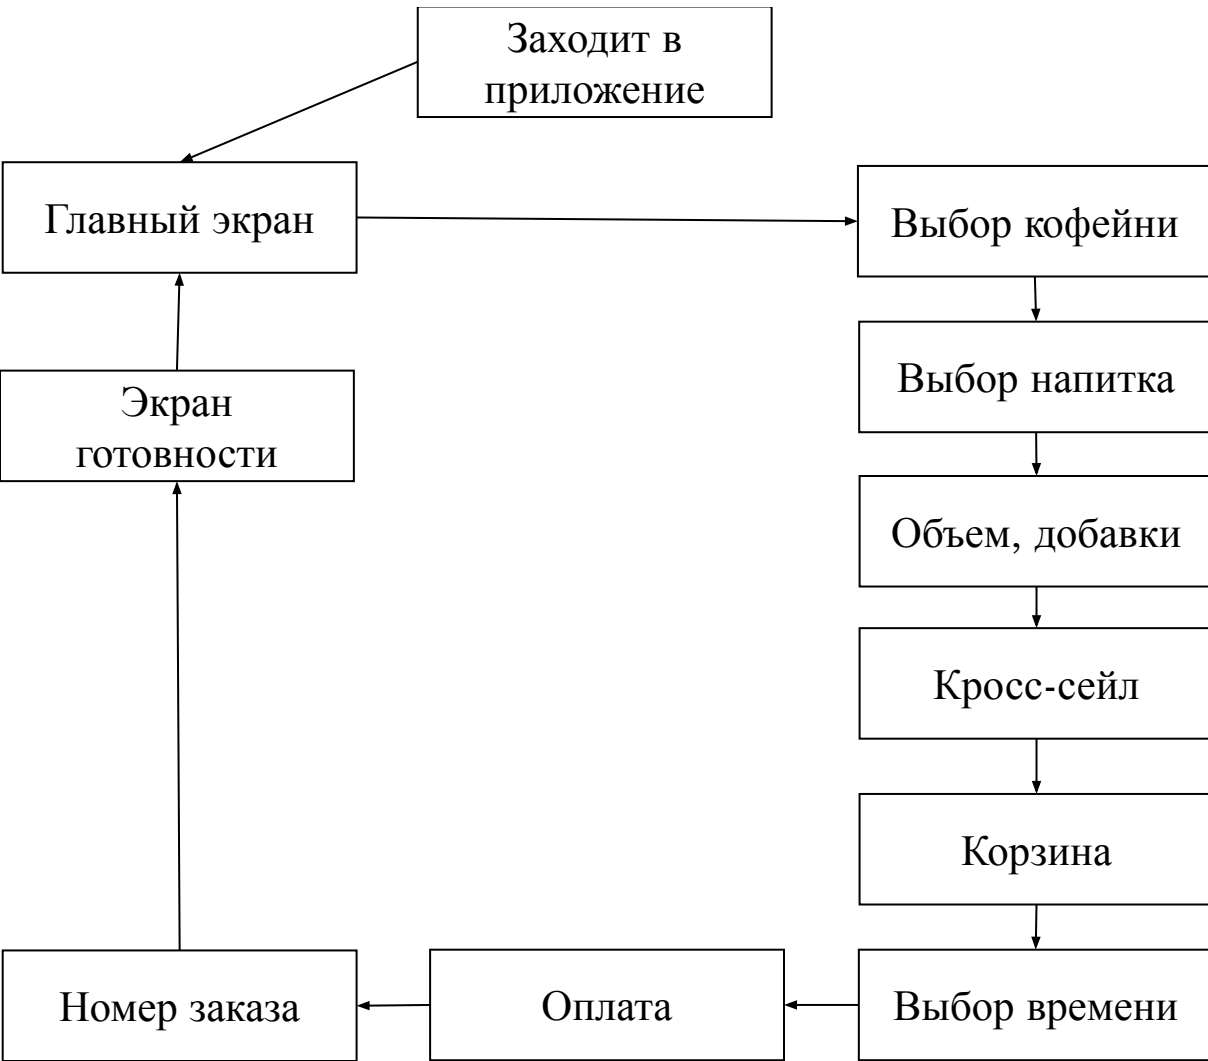 Заходит в
приложение
Главный экран
Выбор кофейни
Выбор напитка
Экран
готовности
Объем, добавки
Кросс-сейл
Корзина
Номер заказа
Оплата
Выбор времени